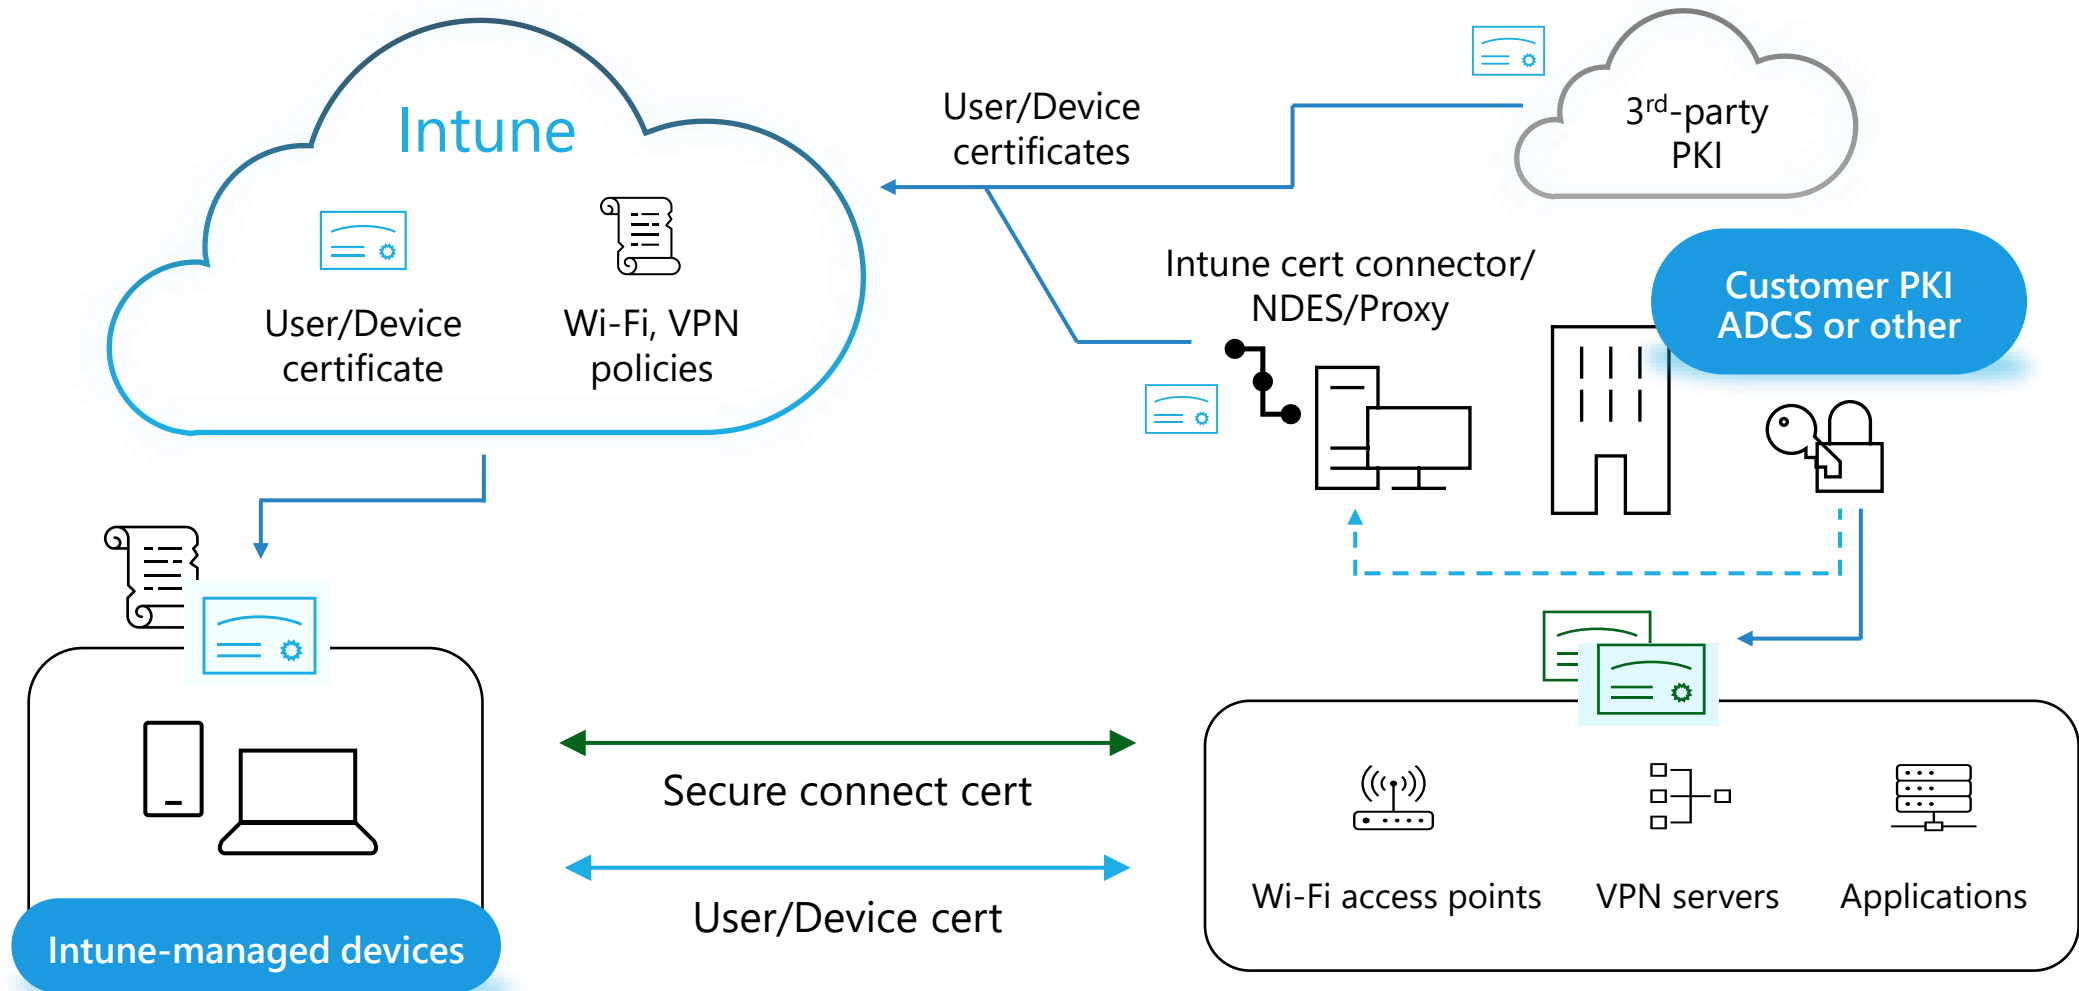 Intune
User/Device
certificate
Wi-Fi, VPN
policies
User/Device
certificates
3rd-party
PKI
Intune cert connector/
NDES/Proxy
Customer PKI
ADCS or other
Secure connect cert
User/Device cert
Intune-managed devices
Wi-Fi access points
VPN servers
Applications